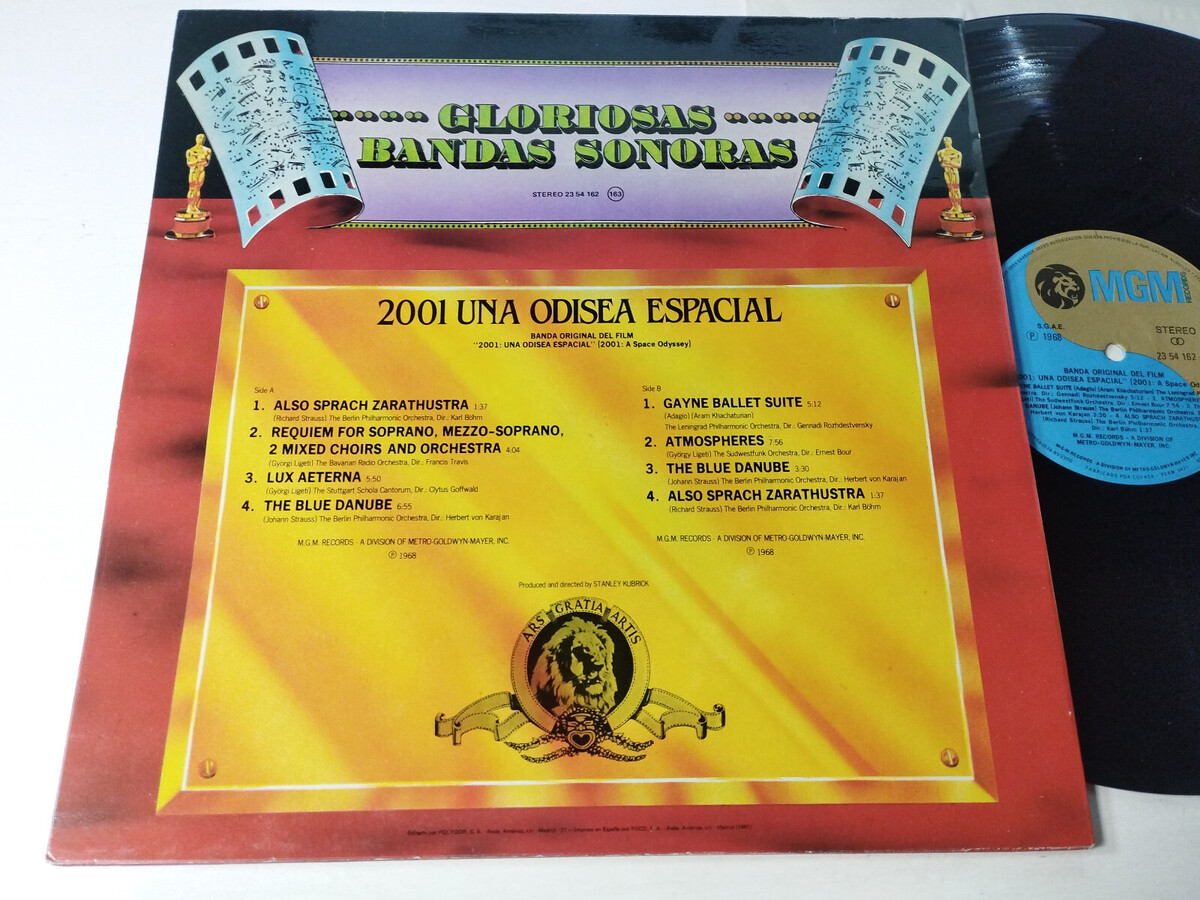 GLORIOSAS
BANDAS SONORAS
STEREO 23 54 162 163
2001 UNA ODISEA ESPACIAL
BANDA ORIGINAL DEL FILM
"2001: UNA ODISEA ESPACIAL" (2001: A Space Odyssey)
Side A
1. ALSO SPRACH ZARATHUSTRA 1:37
(Richard Strauss) The Berlin Philharmonic Orchestra, Dir.: Karl Böhm
2. REQUIEM FOR SOPRANO, MEZZO-SOPRANO,
2 MIXED CHOIRS AND ORCHESTRA 4:04
(Györgi Ligeti) The Bavarian Radio Orchestra, Dir.: Francis Travis
3. LUX AETERNA 5:50
(Györgi Ligeti) The Stuttgart Schola Cantorum, Dir.: Clytus Goffwald
4. THE BLUE DANUBE 6:55
(Johann Strauss) The Berlin Philharmonic Orchestra, Dir.: Herbert von Karajan
M.G.M. RECORDS - A DIVISION OF METRO-GOLDWYN-MAYER, INC.
Ⓟ 1968
Side B
1. GAYNE BALLET SUITE 5:12
(Adagio) (Aram Khachaturian)
The Leningrad Philharmonic Orchestra, Dir.: Gennadi Rozhdestvensky
2. ATMOSPHERES 7:56
(György Ligeti) The Sudwestfunk Orchestra, Dir.: Ernest Bour
3. THE BLUE DANUBE 3:30
(Johann Strauss) The Berlin Philharmonic Orchestra, Dir.: Herbert von Karajan
4. ALSO SPRACH ZARATHUSTRA 1:37
(Richard Strauss) The Berlin Philharmonic Orchestra, Dir.: Karl Böhm
M.G.M. RECORDS - A DIVISION OF METRO-GOLDWYN-MAYER, INC.
Ⓟ 1968
Produced and directed by STANLEY KUBRICK
ARS GRATIA ARTIS
MGM
RECORDS
S.G.A.E.
Ⓟ 1968
STEREO
23 54 162
BANDA ORIGINAL DEL FILM
UNA ODISEA ESPACIAL" (2001: A Space
M.G.M. RECORDS - A DIVISION OF
METRO-GOLDWYN-MAYER, INC.